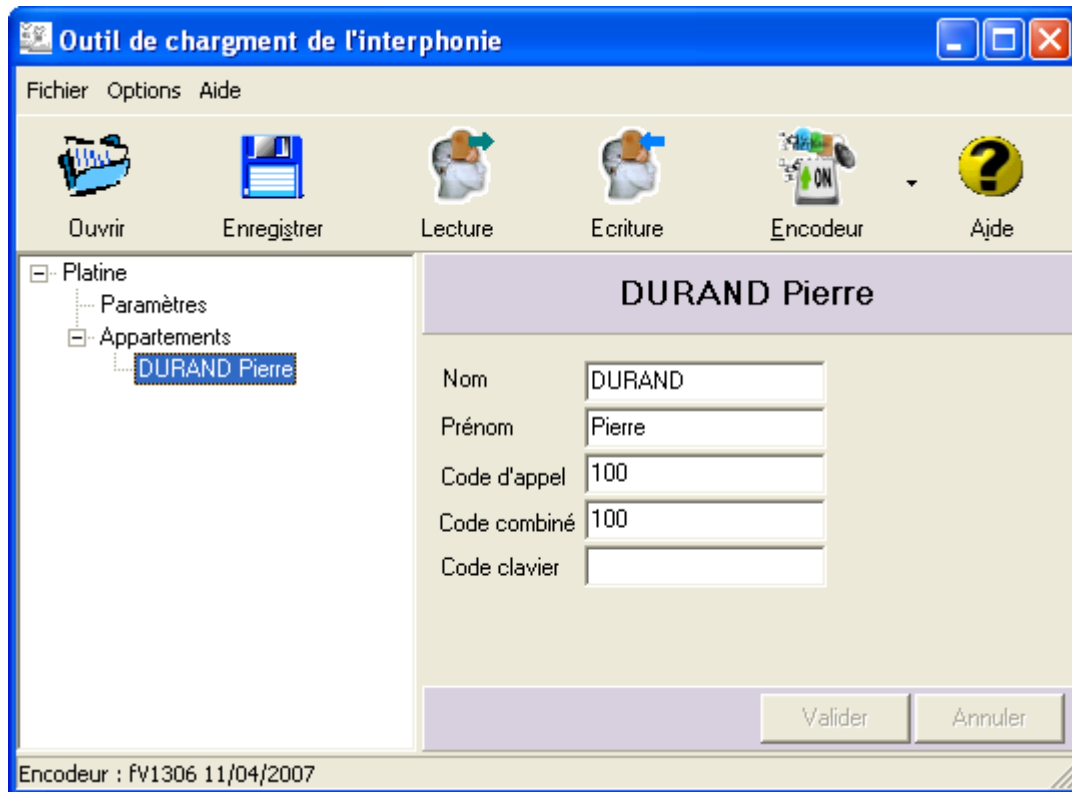 Outil de chargment de l'interphonie
Fichier Options Aide
ON
Ouvrir Enregistrer Lecture Ecriture Encodeur Aide
Platine
Paramètres
Appartements
DURAND Pierre
DURAND Pierre
Nom DURAND
Prénom Pierre
Code d'appel 100
Code combiné 100
Code clavier
Valider Annuler
Encodeur : fV1306 11/04/2007